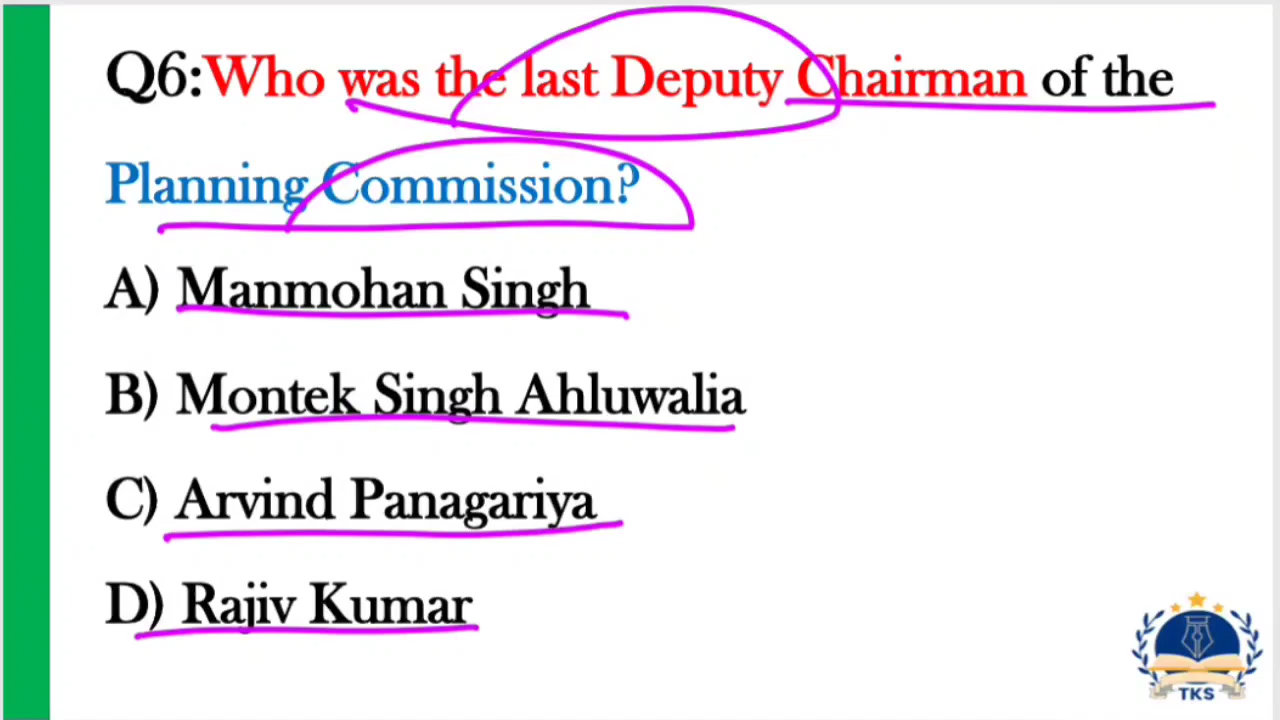 Q6:Who was the last Deputy Chairman of the
Planning Commission?
A) Manmohan Singh
B) Montek Singh Ahluwalia
C) Arvind Panagariya
D) Rajiv Kumar
TKS